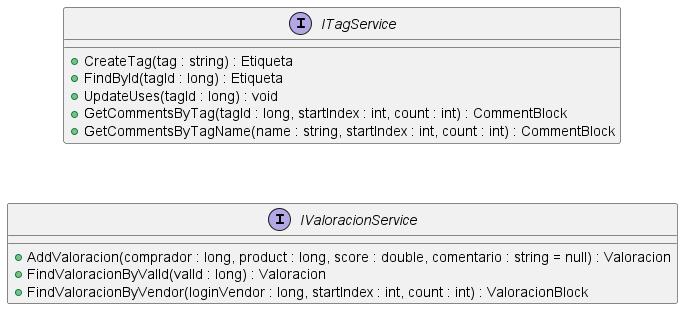 I ITagService
CreateTag(tag : string) : Etiqueta
FindById(tagId : long) : Etiqueta
UpdateUses(tagId : long) : void
GetCommentsByTag(tagId : long, startIndex : int, count : int) : CommentBlock
GetCommentsByTagName(name : string, startIndex : int, count : int) : CommentBlock
I IValoracionService
AddValoracion(comprador : long, product : long, score : double, comentario : string = null) : Valoracion
FindValoracionByValId(valId : long) : Valoracion
FindValoracionByVendor(loginVendor : long, startIndex : int, count : int) : ValoracionBlock